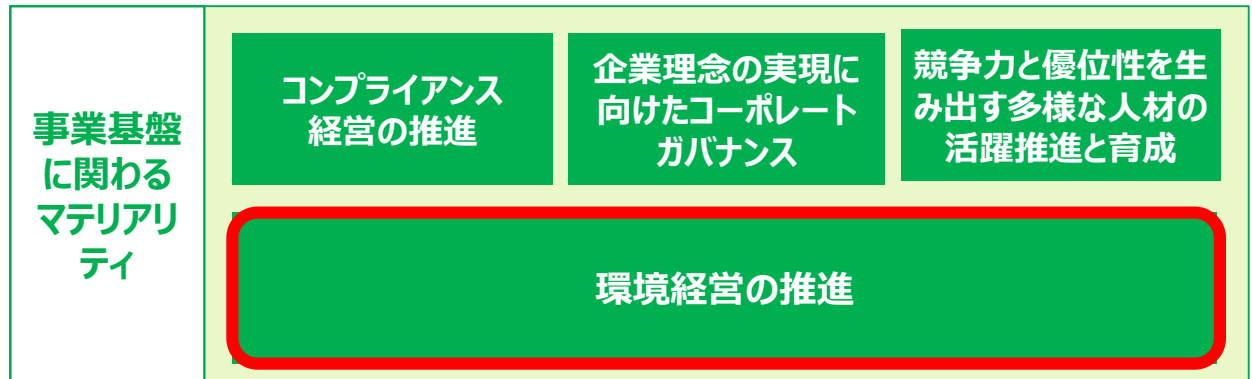 事業基盤
に関わる
マテリアリ
ティ
コンプライアンス
経営の推進
企業理念の実現に
向けたコーポレート
ガバナンス
競争力と優位性を生
み出す多様な人材の
活躍推進と育成
環境経営の推進